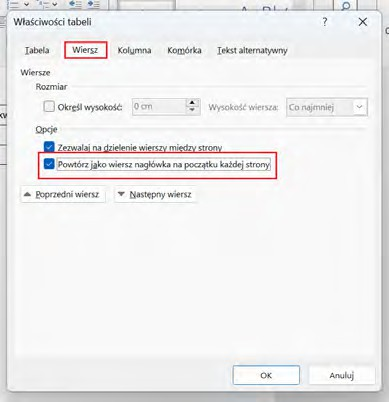 Właściwości tabeli
Tabela Wiersz Kolumna Komórka Tekst alternatywny
Wiersze
Rozmiar
Określ wysokość: 0 cm Wysokość wiersza: Co najmniej
Opcje
Zezwalaj na dzielenie wierszy między strony
Powtórz jako wiersz nagłówka na początku każdej strony
Poprzedni wiersz Następny wiersz
OK Anuluj